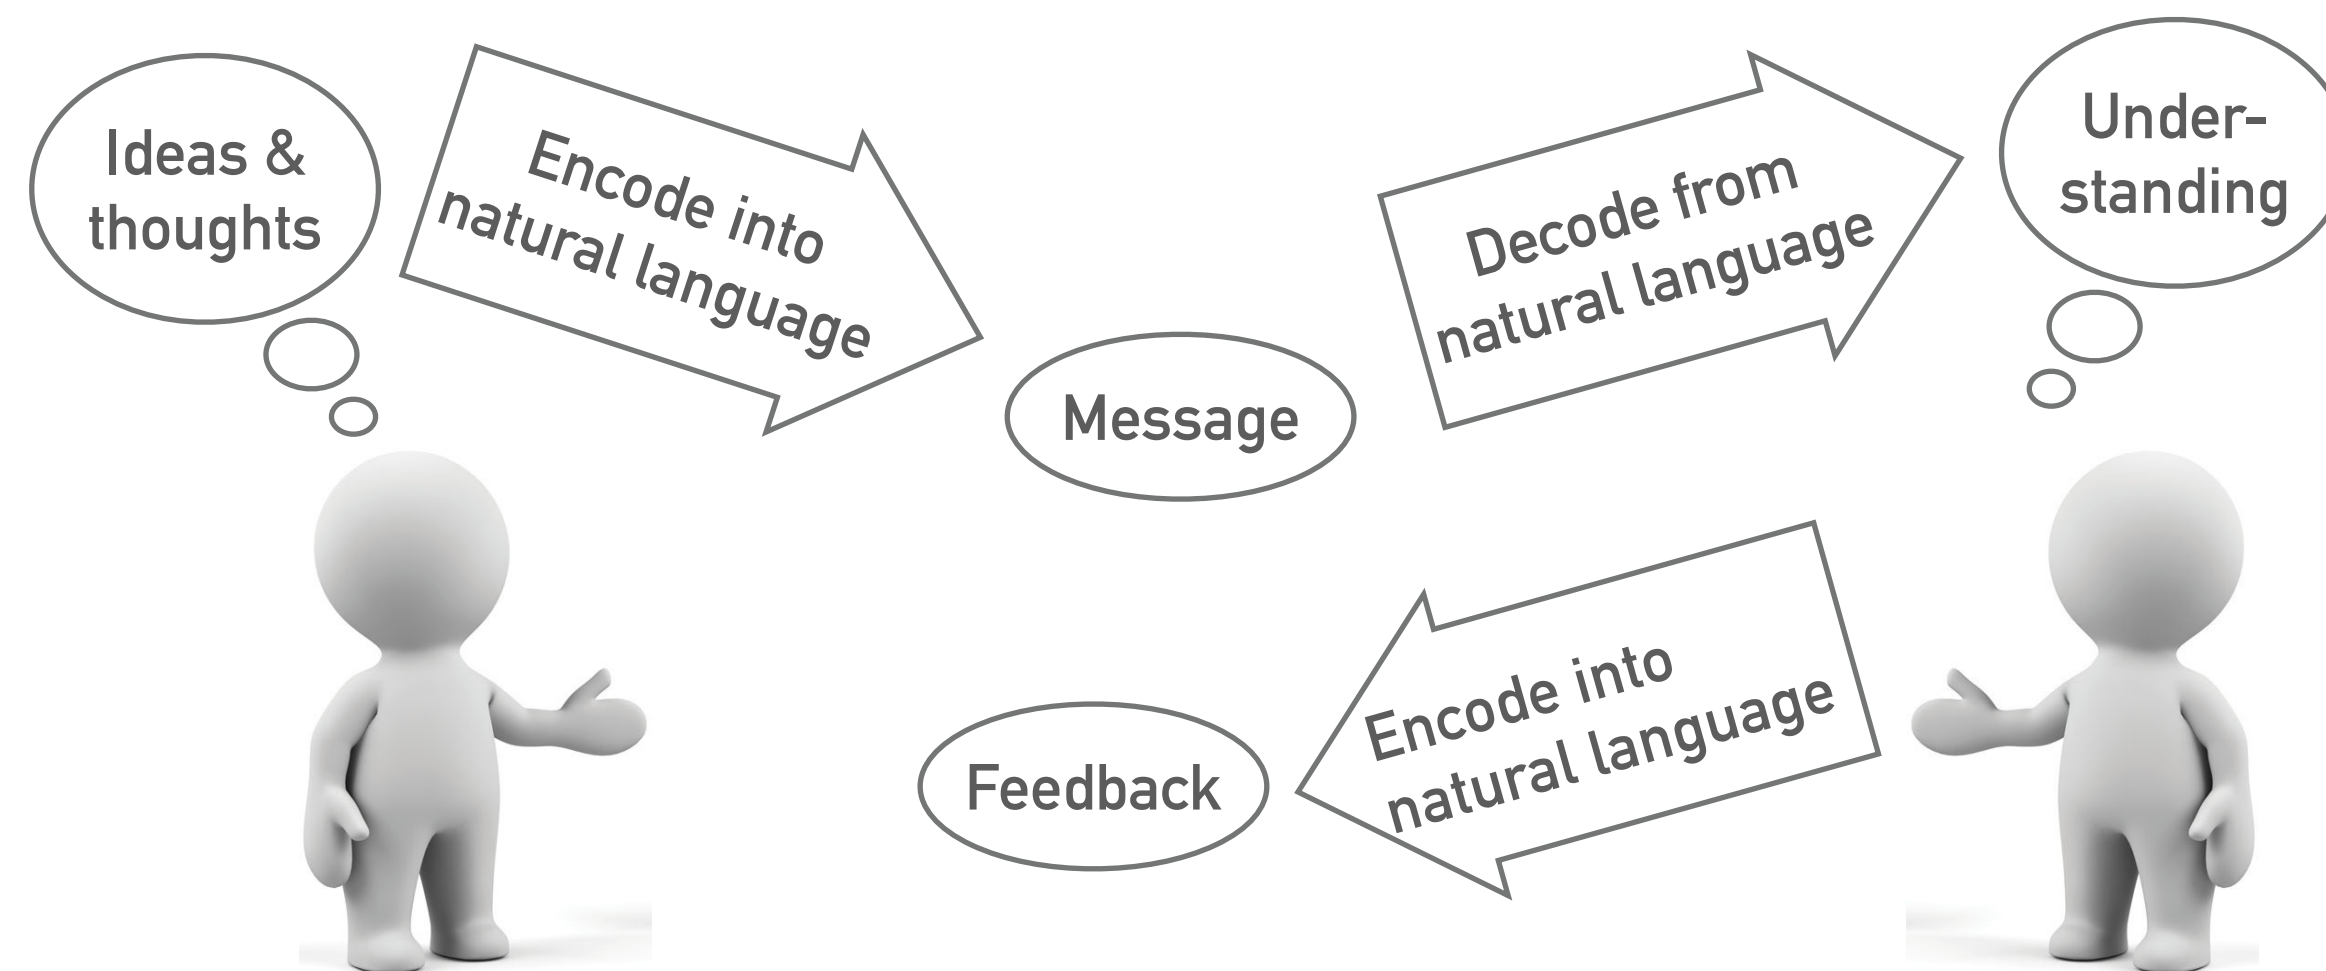 Ideas &
thoughts
Encode into
natural language
Message
Decode from
natural language
Under-
standing
Encode into
natural language
Feedback